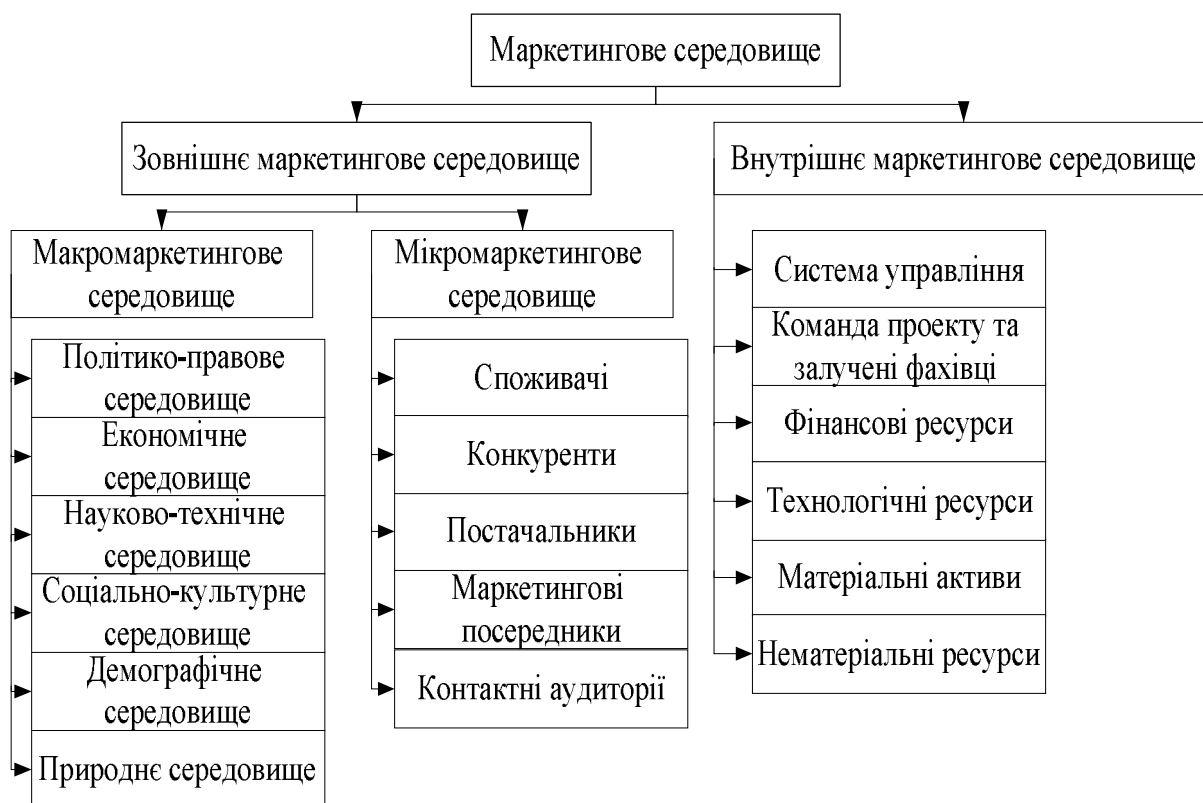 Маркетингове середовище
Зовнішнє маркетингове середовище
Внутрішнє маркетингове середовище
Макромаркетингове
середовище
Мікромаркетингове
середовище
Політико-правове
середовище
Економічне
середовище
Науково-технічне
середовище
Соціально-культурне
середовище
Демографічне
середовище
Природнє середовище
Споживачі
Конкуренти
Постачальники
Маркетингові
посередники
Контактні аудиторії
Система управління
Команда проекту та
залучені фахівці
Фінансові ресурси
Технологічні ресурси
Матеріальні активи
Нематеріальні ресурси